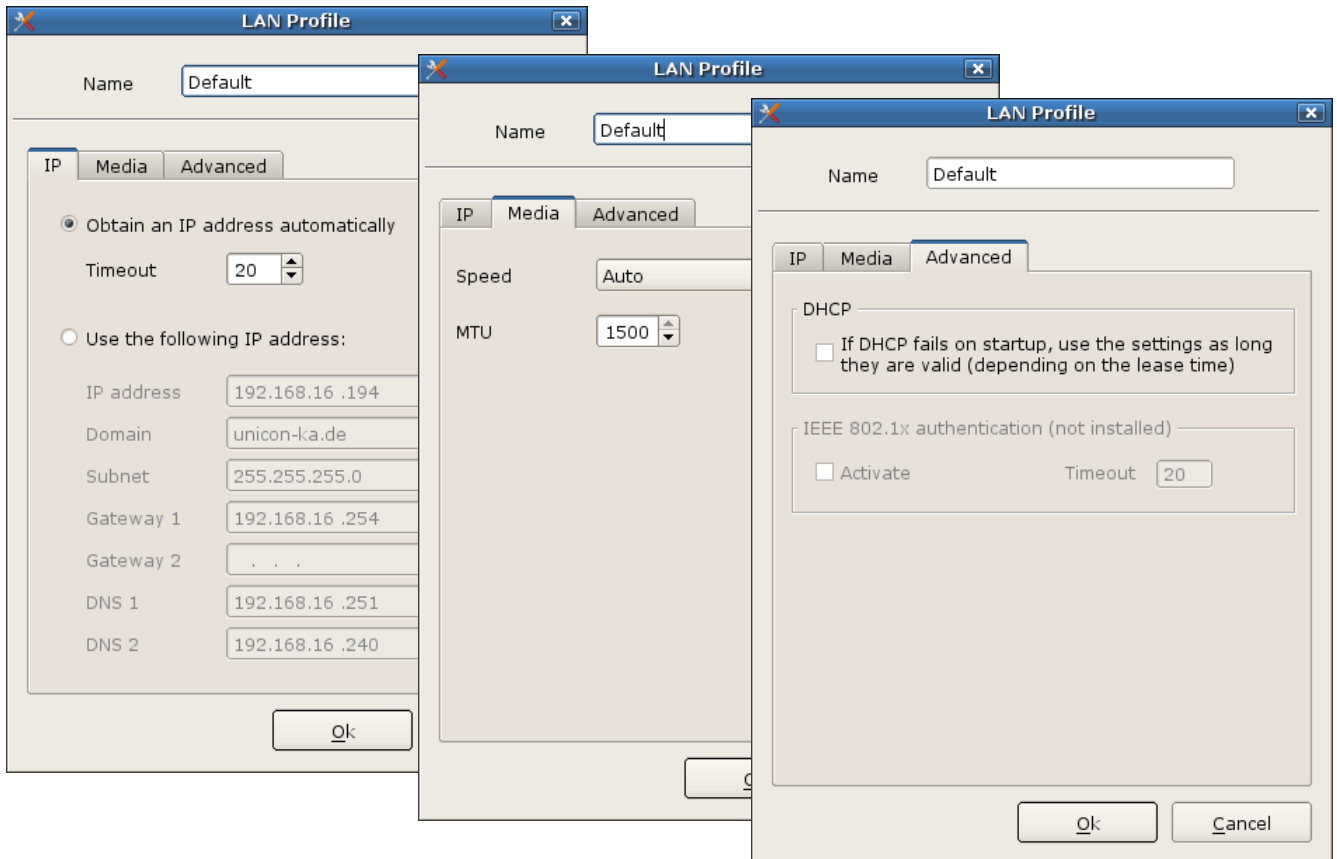 LAN Profile
Name Default
IP Media Advanced
Obtain an IP address automatically
Timeout 20
Use the following IP address:
IP address 192.168.16 .194
Domain unicon-ka.de
Subnet 255.255.255.0
Gateway 1 192.168.16 .254
Gateway 2 . . .
DNS 1 192.168.16 .251
DNS 2 192.168.16 .240
Ok
LAN Profile
Name Default
IP Media Advanced
Speed Auto
MTU 1500
LAN Profile
Name Default
IP Media Advanced
DHCP
If DHCP fails on startup, use the settings as long
they are valid (depending on the lease time)
IEEE 802.1x authentication (not installed)
Activate Timeout 20
Ok Cancel